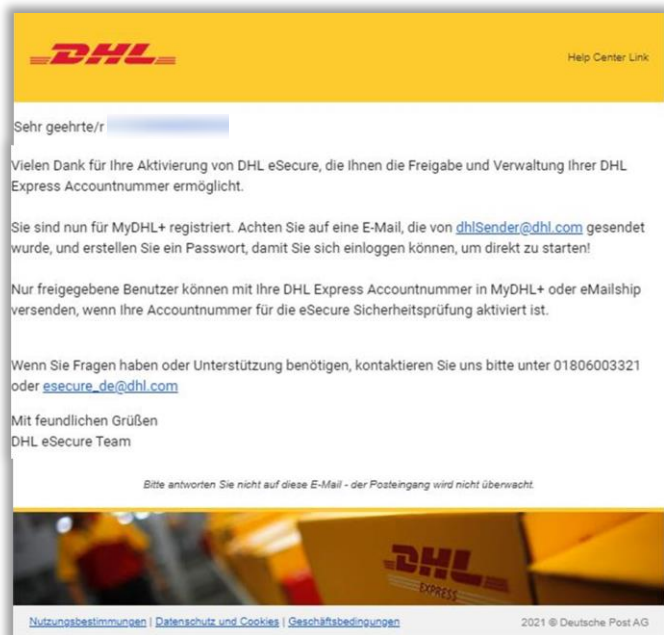 DHL
Help Center Link
Sehr geehrte/r
Vielen Dank für Ihre Aktivierung von DHL eSecure, die Ihnen die Freigabe und Verwaltung Ihrer DHL
Express Accountnummer ermöglicht.
Sie sind nun für MyDHL+ registriert. Achten Sie auf eine E-Mail, die von dhlSender@dhl.com gesendet
wurde, und erstellen Sie ein Passwort, damit Sie sich einloggen können, um direkt zu starten!
Nur freigegebene Benutzer können mit Ihre DHL Express Accountnummer in MyDHL+ oder eMailship
versenden, wenn Ihre Accountnummer für die eSecure Sicherheitsprüfung aktiviert ist.
Wenn Sie Fragen haben oder Unterstützung benötigen, kontaktieren Sie uns bitte unter 01806003321
oder esecure_de@dhl.com
Mit feundlichen Grüßen
DHL eSecure Team
Bitte antworten Sie nicht auf diese E-Mail - der Posteingang wird nicht überwacht.
DHL
EXPRESS
Nutzungsbestimmungen | Datenschutz und Cookies | Geschäftsbedingungen
2021 © Deutsche Post AG